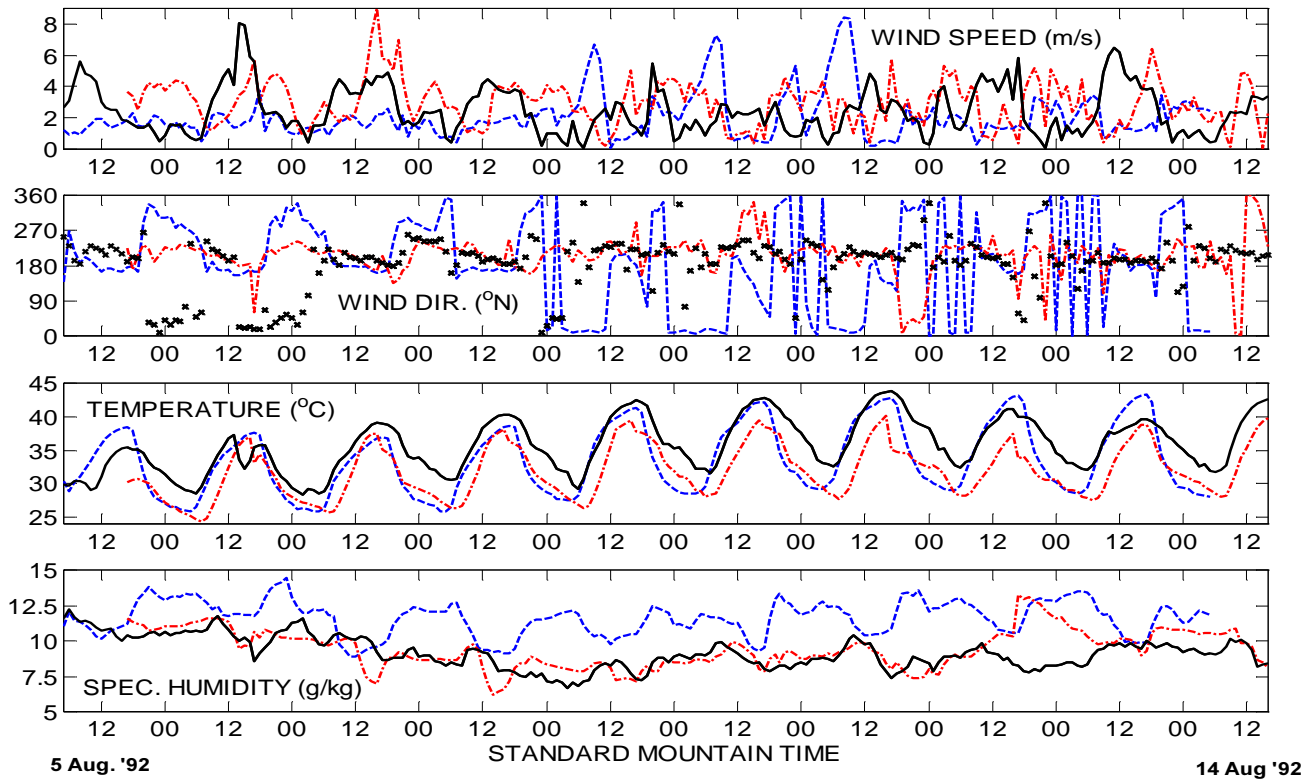 8
6
4
2
0
WIND SPEED (m/s)
12 00 12 00 12 00 12 00 12 00 12 00 12 00 12 00 12 00 12
360
270
180
90
0
WIND DIR. (°N)
12 00 12 00 12 00 12 00 12 00 12 00 12 00 12 00 12 00 12
45
40
35
30
25
TEMPERATURE (°C)
12 00 12 00 12 00 12 00 12 00 12 00 12 00 12 00 12 00 12
15
12.5
10
7.5
5
SPEC. HUMIDITY (g/kg)
12 00 12 00 12 00 12 00 12 00 12 00 12 00 12 00 12 00 12
STANDARD MOUNTAIN TIME
5 Aug. '92
14 Aug '92